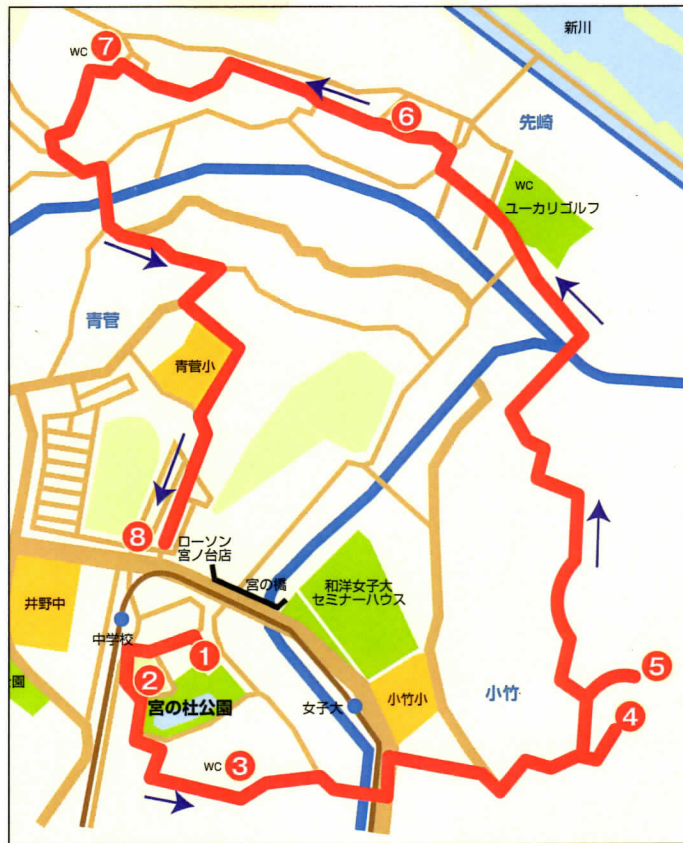 新川
WC
7
6
先崎
WC
ユーカリゴルフ
青菅
青菅小
8
ローソン
宮ノ台店
宮の橋
和洋女子大
セミナーハウス
井野中
中学校
1
2
公園
宮の杜公園
女子大
小竹小
小竹
5
4
WC
3